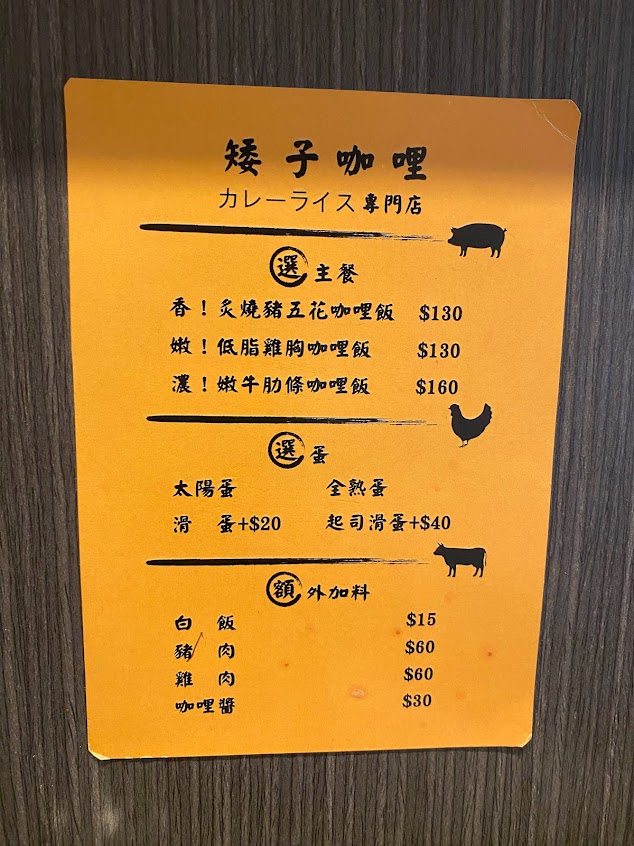 矮子咖哩
カレーライス專門店
選主餐
香！炙燒豬五花咖哩飯 $130
嫩！低脂雞胸咖哩飯 $130
濃！嫩牛肋條咖哩飯 $160
選蛋
太陽蛋 全熟蛋
滑 蛋+$20 起司滑蛋+$40
額外加料
白 飯 $15
豬 肉 $60
雞 肉 $60
咖哩醬 $30